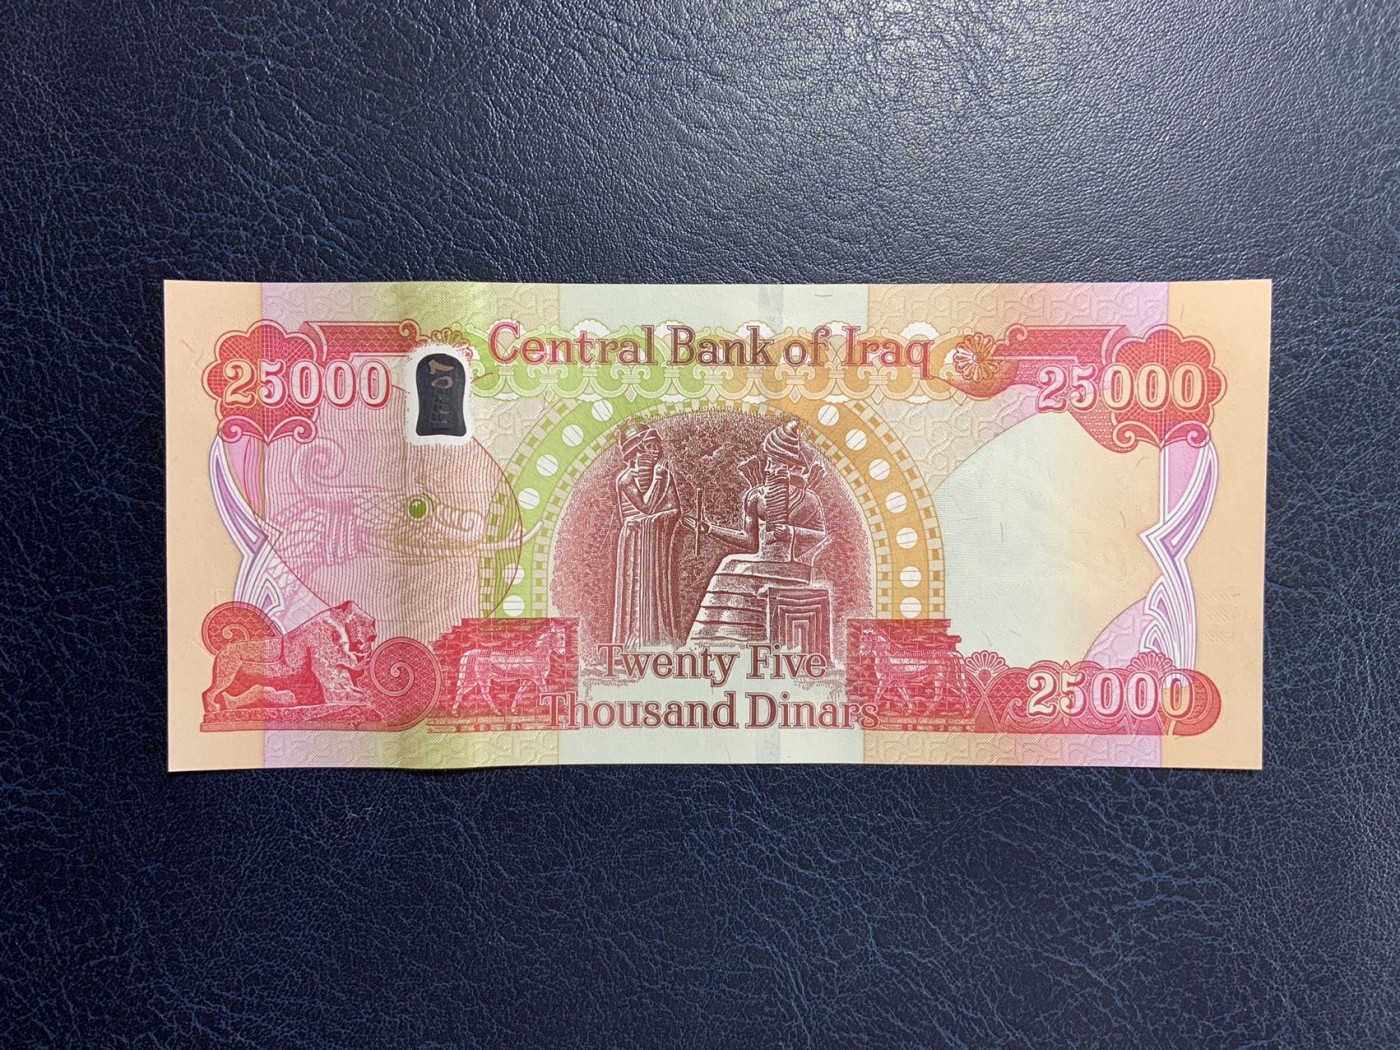 Central Bank of Iraq
25000
25000
Twenty Five
Thousand Dinars
25000